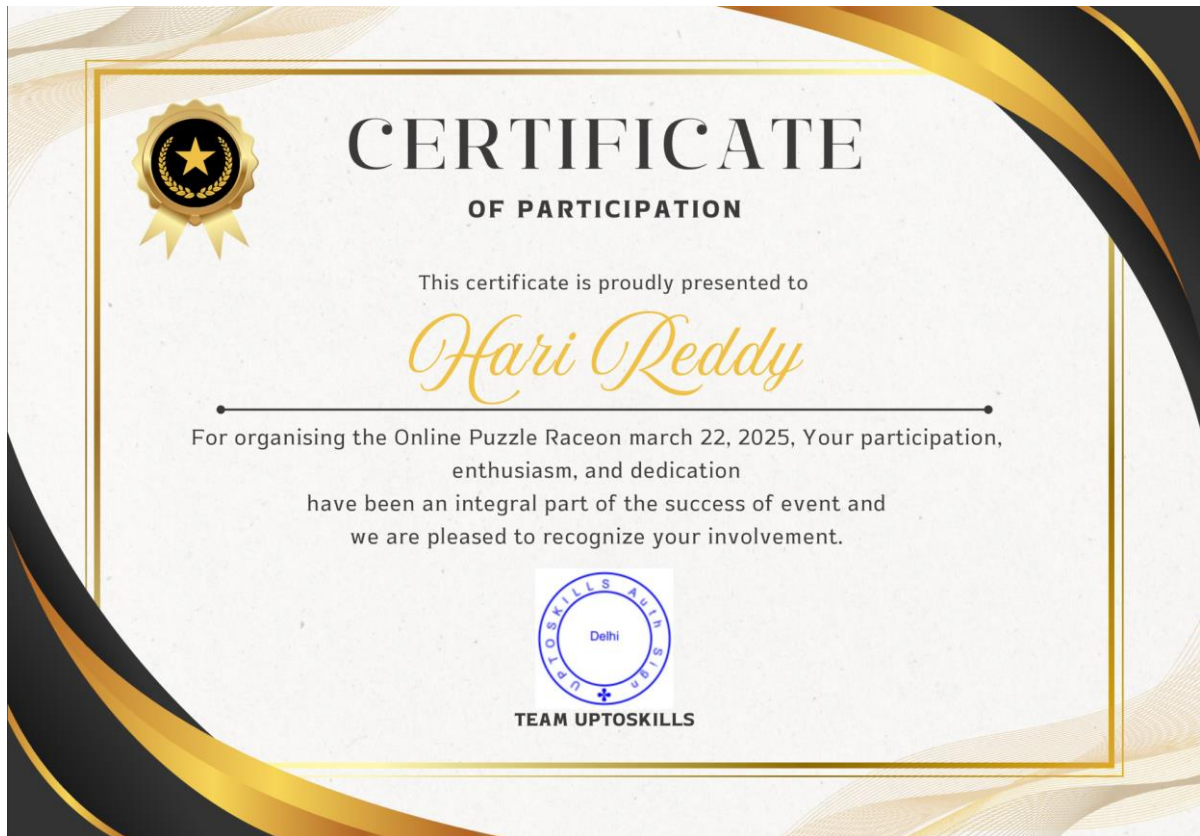 CERTIFICATE
OF PARTICIPATION
This certificate is proudly presented to
Hari Reddy
For organising the Online Puzzle Raceon march 22, 2025, Your participation,
enthusiasm, and dedication
have been an integral part of the success of event and
we are pleased to recognize your involvement.
UPTOSKILLS Auth Sign
Delhi
TEAM UPTOSKILLS